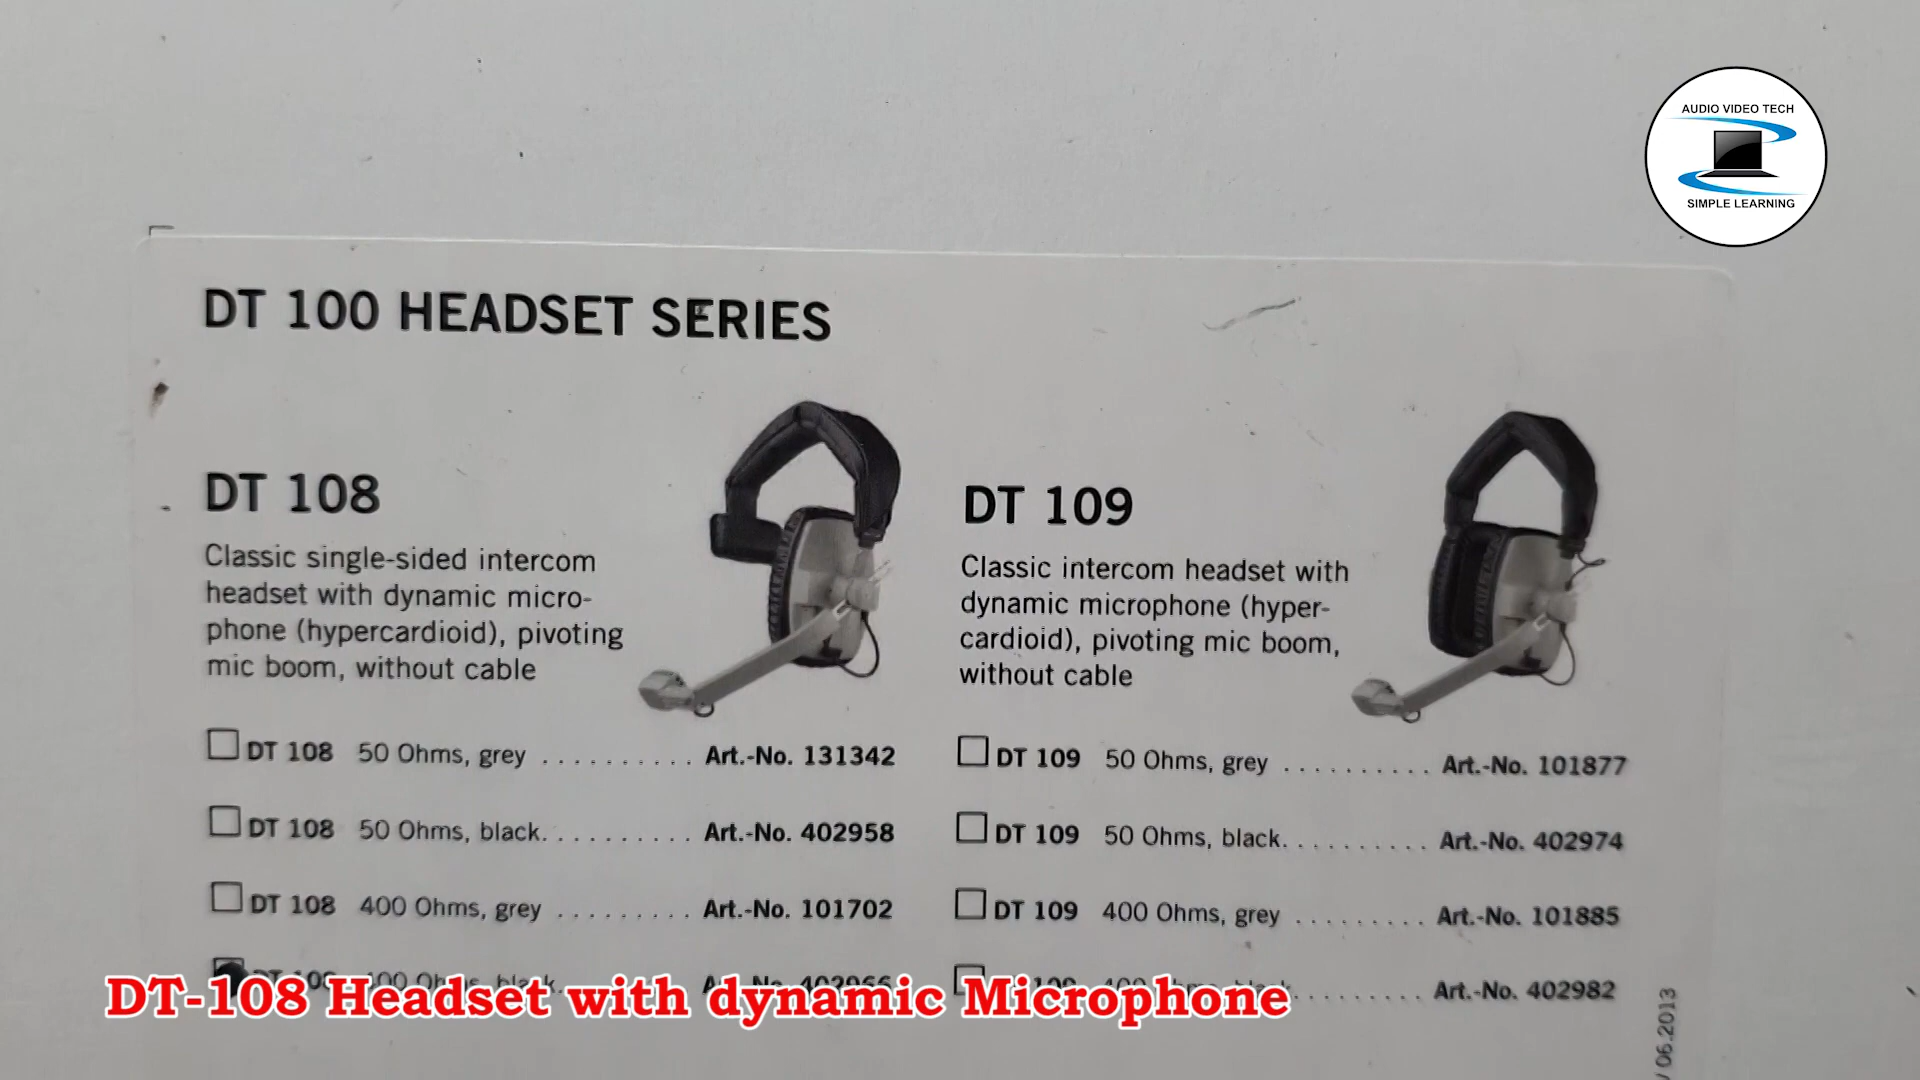 AUDIO VIDEO TECH
SIMPLE LEARNING
DT 100 HEADSET SERIES
DT 108
Classic single-sided intercom
headset with dynamic micro-
phone (hypercardioid), pivoting
mic boom, without cable
DT 108 50 Ohms, grey .......... Art.-No. 131342
DT 108 50 Ohms, black.......... Art.-No. 402958
DT 108 400 Ohms, grey ......... Art.-No. 101702
DT 109
Classic intercom headset with
dynamic microphone (hyper-
cardioid), pivoting mic boom,
without cable
DT 109 50 Ohms, grey .......... Art.-No. 101877
DT 109 50 Ohms, black.......... Art.-No. 402974
DT 109 400 Ohms, grey ......... Art.-No. 101885
Art.-No. 402982
06.2013
DT-108 Headset with dynamic Microphone